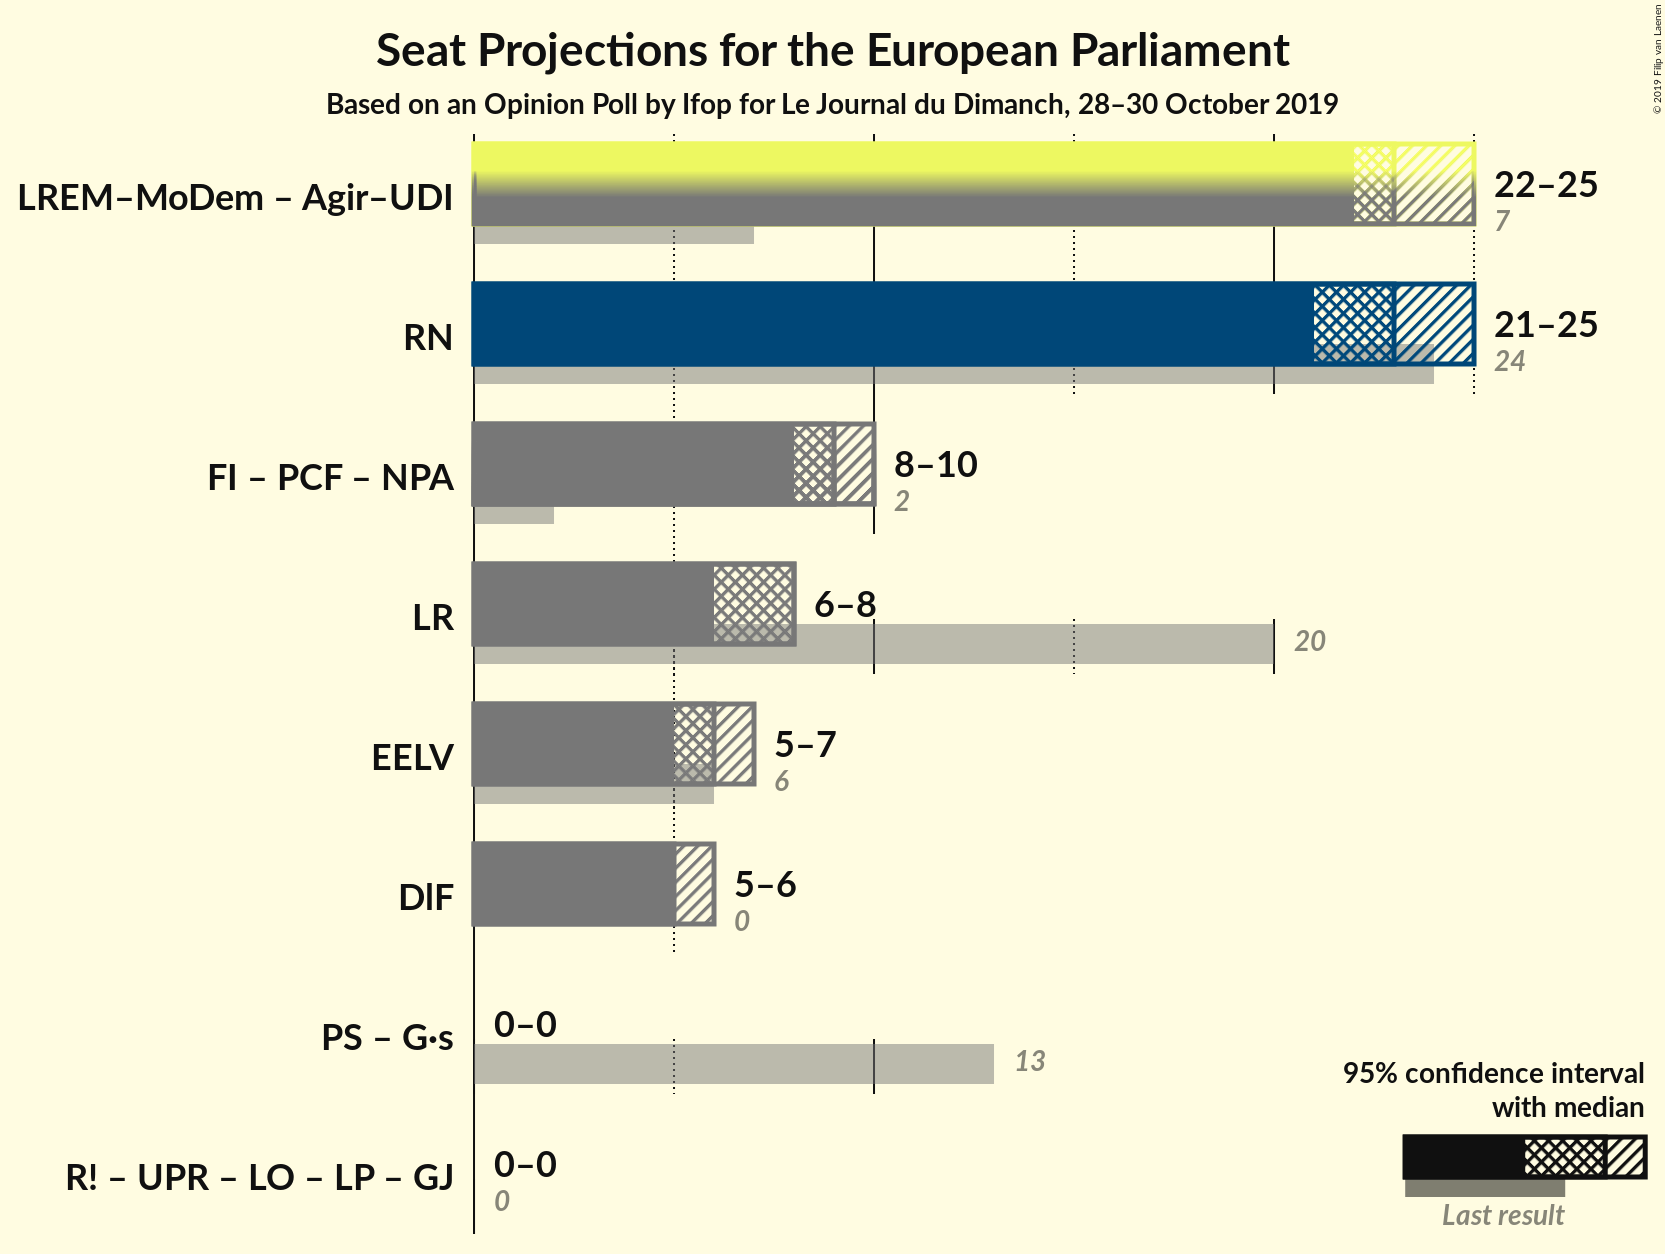 Seat Projections for the European Parliament
Based on an Opinion Poll by Ifop for Le Journal du Dimanch, 28–30 October 2019
© 2019 Filip van Laenen
LREM–MoDem – Agir–UDI
22–25
7
RN
21–25
24
FI – PCF – NPA
8–10
2
LR
6–8
20
EELV
5–7
6
DlF
5–6
0
PS – G·s
0–0
13
R! – UPR – LO – LP – GJ
0–0
0
95% confidence interval
with median
Last result